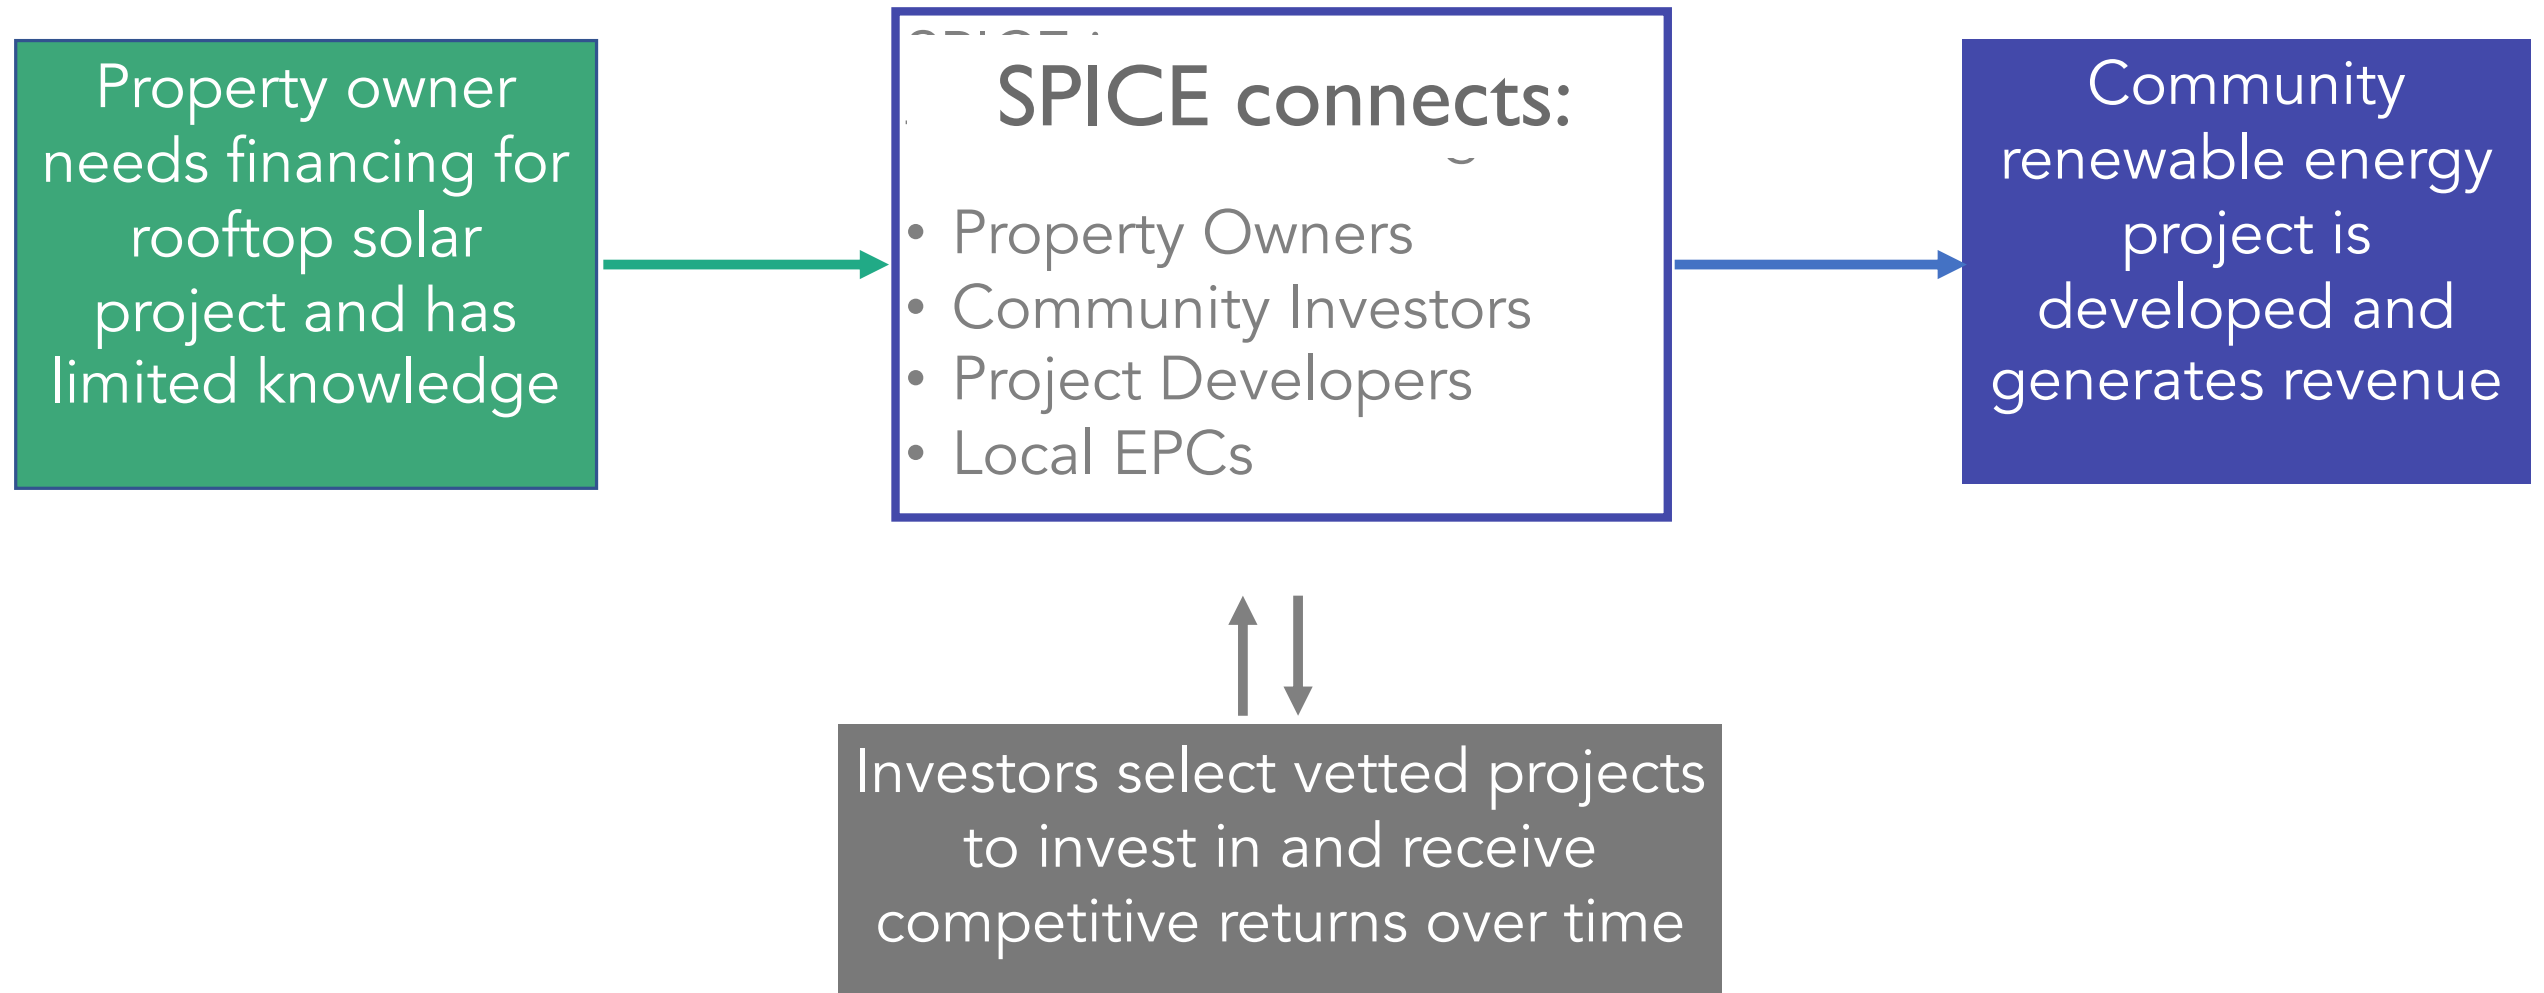 Property owner
needs financing for
rooftop solar
project and has
limited knowledge
SPICE connects:
• Property Owners
• Community Investors
• Project Developers
• Local EPCs
Community
renewable energy
project is
developed and
generates revenue
Investors select vetted projects
to invest in and receive
competitive returns over time